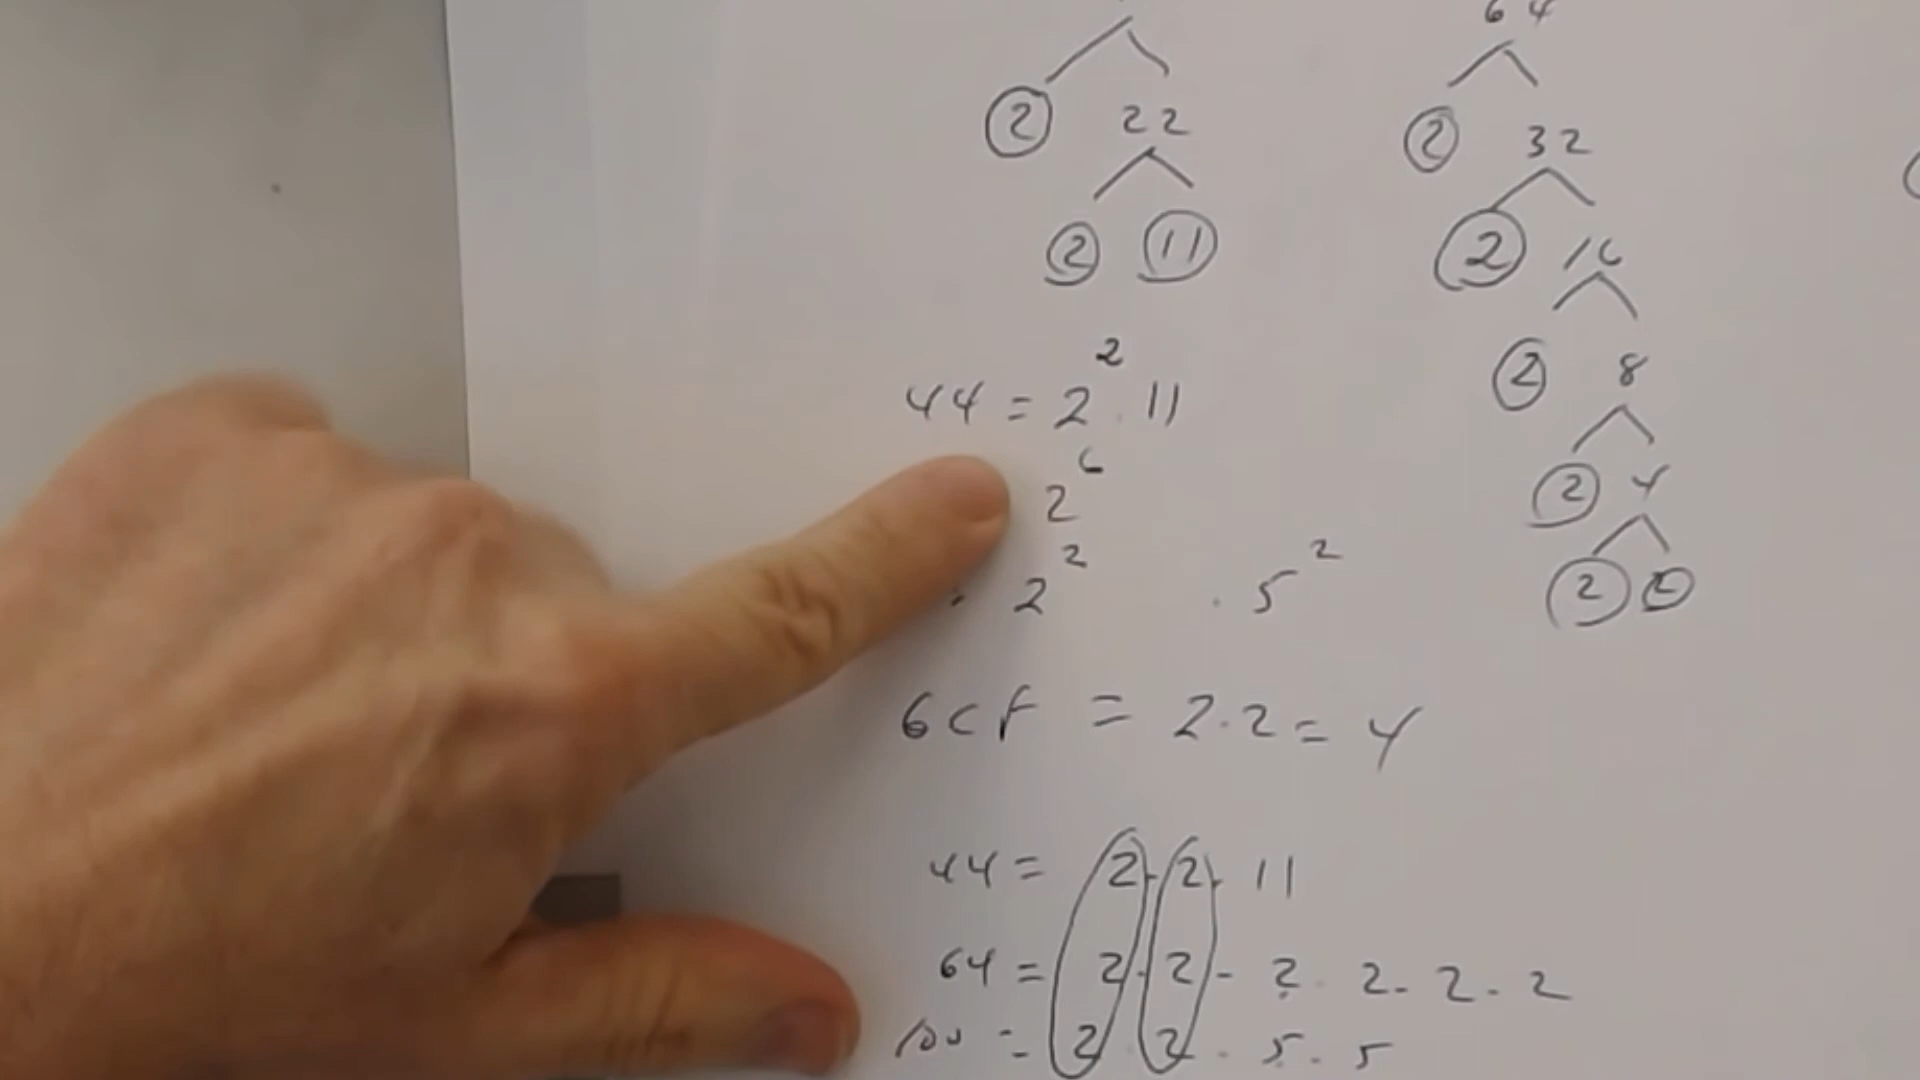 64
2 22 2 32
2 11 2 16
2 8
44 = 2² · 11
2⁶ 2 4
· 2² · 5² 2 2
GCF = 2·2 = 4
44 = 2·2· 11
64 = 2·2· 2· 2· 2· 2
100 = 2· 2· 5· 5